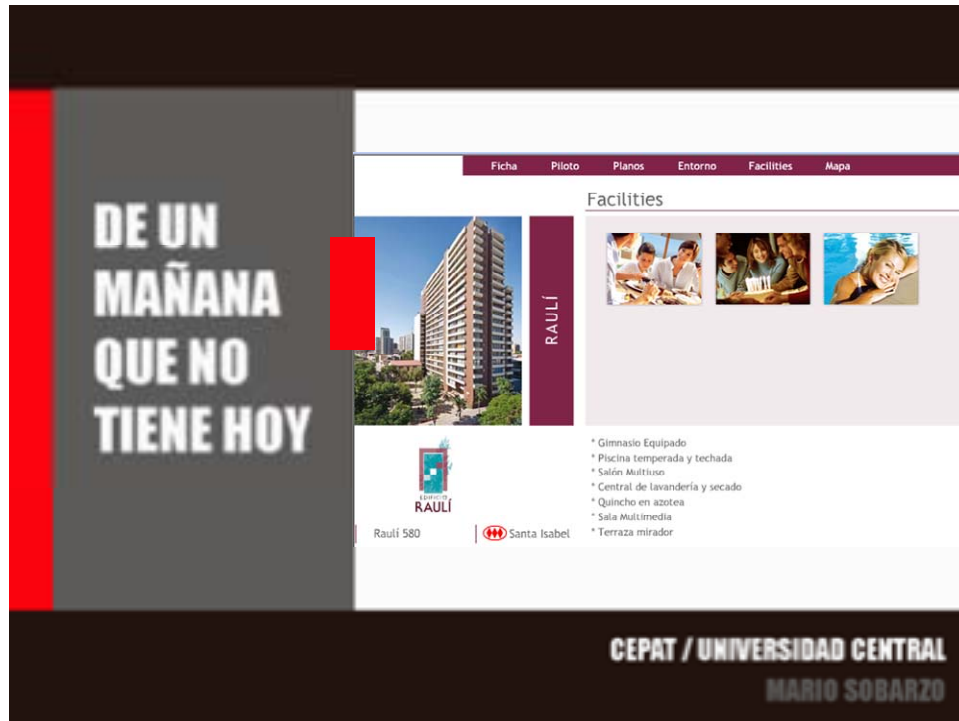 DE UN
MAÑANA
QUE NO
TIENE HOY
Ficha Piloto Planos Entorno Facilities Mapa
Facilities
RAULÍ
EDIFICIO
RAULÍ
Raulí 580
Santa Isabel
* Gimnasio Equipado
* Piscina temperada y techada
* Salón Multiuso
* Central de lavandería y secado
* Quincho en azotea
* Sala Multimedia
* Terraza mirador
CEPAT / UNIVERSIDAD CENTRAL
MARIO SOBARZO